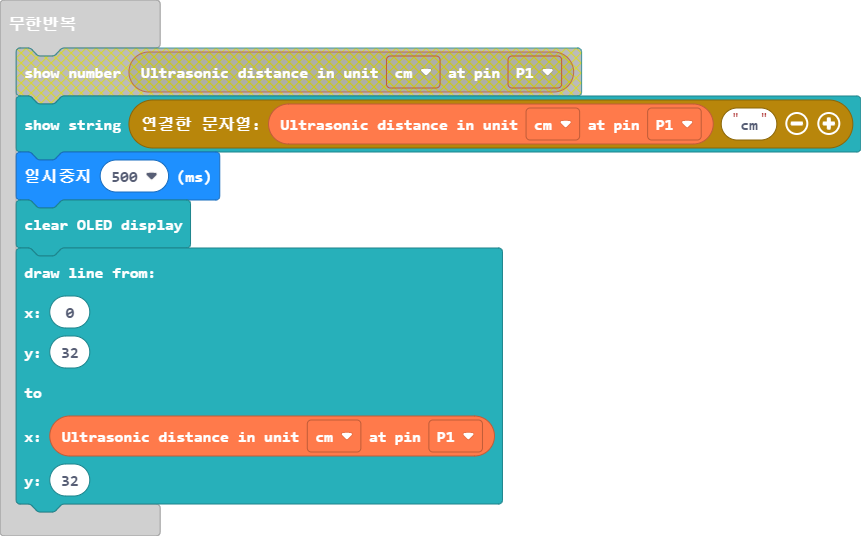 무한반복
show number Ultrasonic distance in unit cm at pin P1
show string 연결한 문자열: Ultrasonic distance in unit cm at pin P1 "cm"
일시중지 500 (ms)
clear OLED display
draw line from:
x: 0
y: 32
to
x: Ultrasonic distance in unit cm at pin P1
y: 32